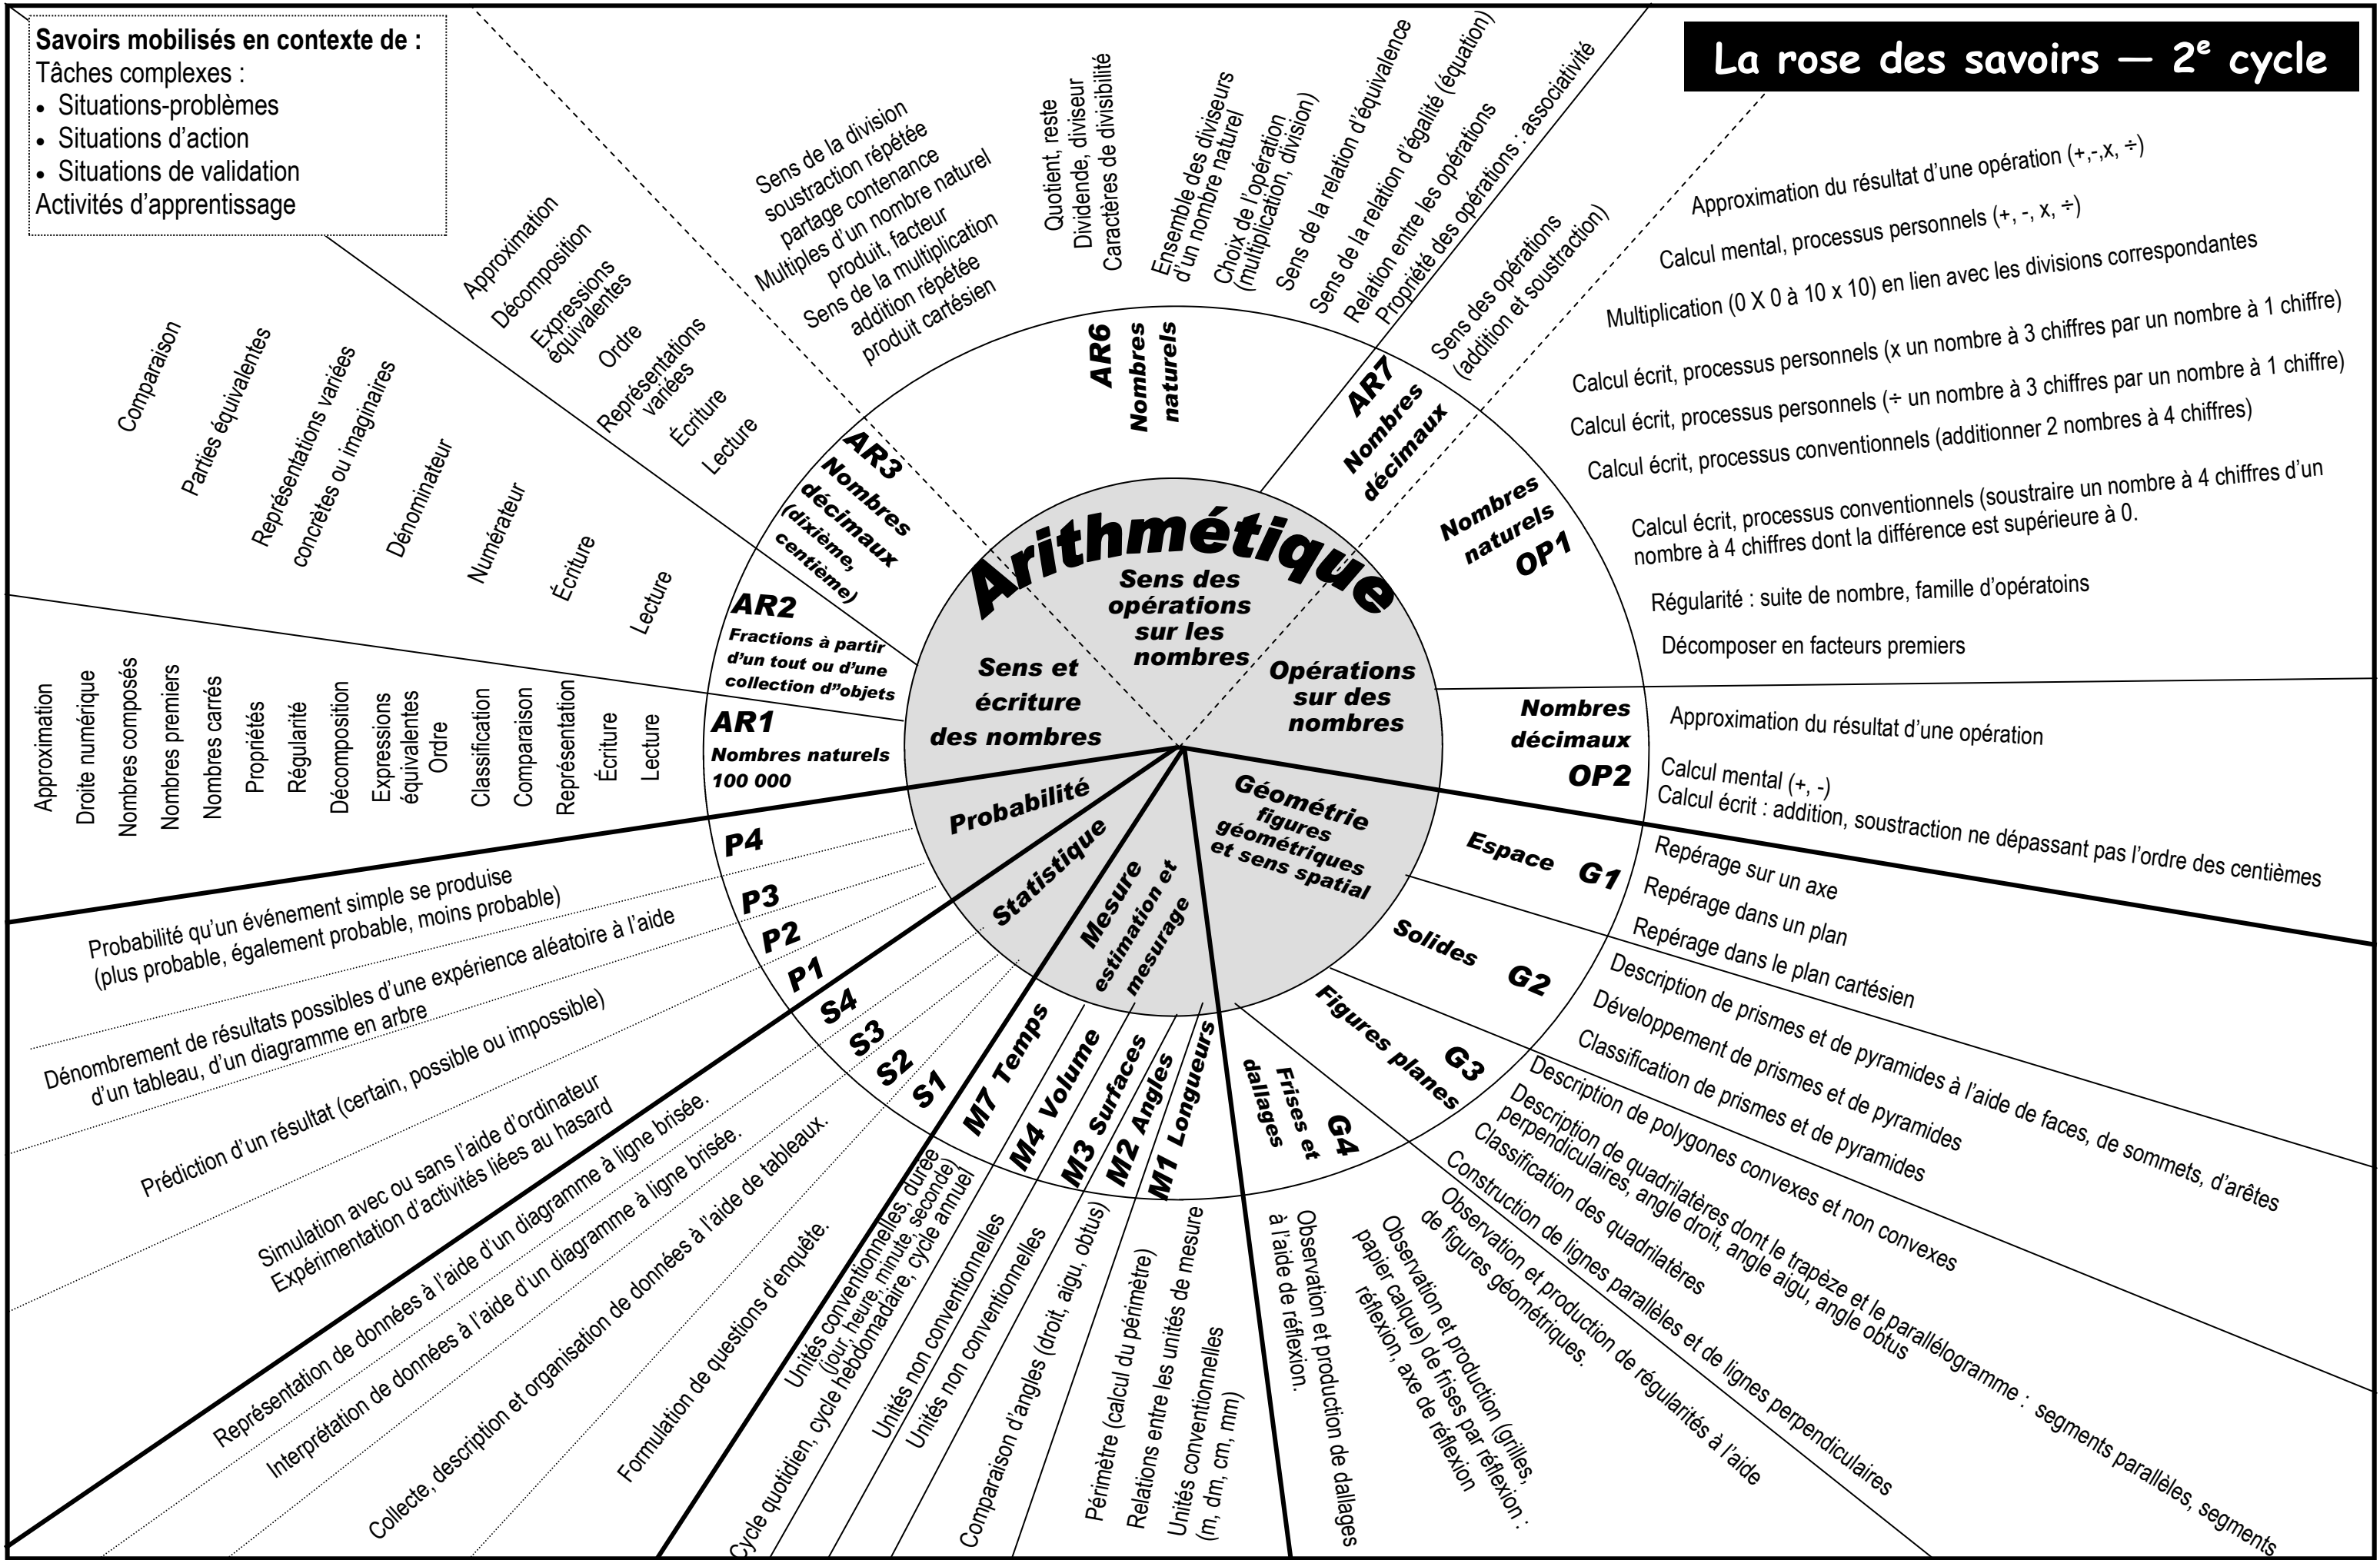 Savoirs mobilisés en contexte de :
Tâches complexes :
• Situations-problèmes
• Situations d’action
• Situations de validation
Activités d’apprentissage
La rose des savoirs — 2e cycle
Arithmétique
Sens et
écriture
des nombres
Sens des
opérations
sur les
nombres
Opérations
sur des
nombres
Géométrie
figures
géométriques
et sens spatial
Mesure
estimation et
mesurage
Statistique
Probabilité
AR1
Nombres naturels
100 000
Approximation
Droite numérique
Nombres composés
Nombres premiers
Nombres carrés
Propriétés
Régularité
Décomposition
Expressions
équivalentes
Ordre
Classification
Comparaison
Représentation
Écriture
Lecture
AR2
Fractions à partir
d’un tout ou d’une
collection d’’objets
Comparaison
Parties équivalentes
Représentations variées
concrètes ou imaginaires
Dénominateur
Numérateur
Écriture
Lecture
AR3
Nombres
décimaux
(dixième,
centième)
Approximation
Décomposition
Expressions
équivalentes
Ordre
Représentations
variées
Écriture
Lecture
AR6
Nombres
naturels
Sens de la division
soustraction répétée
partage contenance
Multiples d’un nombre naturel
produit, facteur
Sens de la multiplication
addition répétée
produit cartésien
Quotient, reste
Dividende, diviseur
Caractères de divisibilité
Ensemble des diviseurs
d’un nombre naturel
Choix de l’opération
(multiplication, division)
Sens de la relation d’équivalence
Sens de la relation d’égalité (équation)
Relation entre les opérations
Propriété des opérations : associativité
AR7
Nombres
décimaux
Sens des opérations
(addition et soustraction)
Nombres
naturels
OP1
Approximation du résultat d’une opération (+,-,x, ÷)
Calcul mental, processus personnels (+, -, x, ÷)
Multiplication (0 X 0 à 10 x 10) en lien avec les divisions correspondantes
Calcul écrit, processus personnels (x un nombre à 3 chiffres par un nombre à 1 chiffre)
Calcul écrit, processus personnels (÷ un nombre à 3 chiffres par un nombre à 1 chiffre)
Calcul écrit, processus conventionnels (additionner 2 nombres à 4 chiffres)
Calcul écrit, processus conventionnels (soustraire un nombre à 4 chiffres d’un
nombre à 4 chiffres dont la différence est supérieure à 0.
Régularité : suite de nombre, famille d’opératoins
Décomposer en facteurs premiers
Nombres
décimaux
OP2
Approximation du résultat d’une opération
Calcul mental (+, -)
Calcul écrit : addition, soustraction ne dépassant pas l’ordre des centièmes
Espace G1
Repérage sur un axe
Repérage dans un plan
Repérage dans le plan cartésien
Solides G2
Description de prismes et de pyramides à l’aide de faces, de sommets, d’arêtes
Développement de prismes et de pyramides
Classification de prismes et de pyramides
Figures planes
G3
Description de polygones convexes et non convexes
Description de quadrilatères dont le trapèze et le parallélogramme : segments parallèles, segments
perpendiculaires, angle droit, angle aigu, angle obtus
Classification des quadrilatères
Construction de lignes parallèles et de lignes perpendiculaires
Frises et
dallages
G4
Observation et production de régularités à l’aide
de figures géométriques.
Observation et production (grilles,
papier calque) de frises par réflexion :
réflexion, axe de réflexion
Observation et production de dallages
à l’aide de réflexion.
M1 Longueurs
Périmètre (calcul du périmètre)
Relations entre les unités de mesure
Unités conventionnelles
(m, dm, cm, mm)
M2 Angles
Comparaison d’angles (droit, aigu, obtus)
M3 Surfaces
Unités non conventionnelles
M4 Volume
Unités non conventionnelles
M7 Temps
Unités conventionnelles, durée
(jour, heure, minute, seconde)
Cycle quotidien, cycle hebdomadaire, cycle annuel
S1
Formulation de questions d’enquête.
S2
Collecte, description et organisation de données à l’aide de tableaux.
S3
Interprétation de données à l’aide d’un diagramme à ligne brisée.
S4
Représentation de données à l’aide d’un diagramme à ligne brisée.
P1
Simulation avec ou sans l’aide d’ordinateur
Expérimentation d’activités liées au hasard
P2
Prédiction d’un résultat (certain, possible ou impossible)
P3
Dénombrement de résultats possibles d’une expérience aléatoire à l’aide
d’un tableau, d’un diagramme en arbre
P4
Probabilité qu’un événement simple se produise
(plus probable, également probable, moins probable)